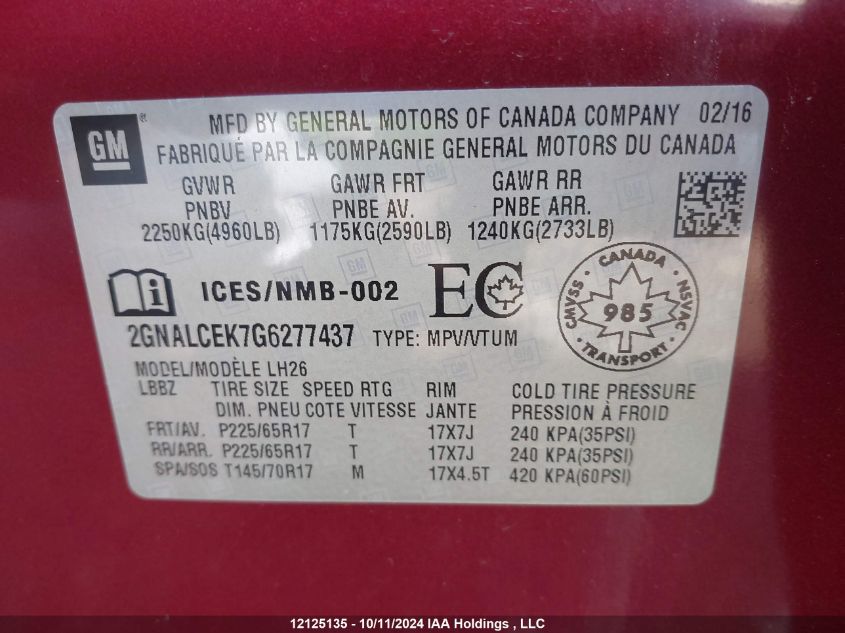 GM ® MFD BY GENERAL MOTORS OF CANADA COMPANY 02/16
FABRIQUÉ PAR LA COMPAGNIE GENERAL MOTORS DU CANADA
GVWR GAWR FRT GAWR RR
PNBV PNBE AV. PNBE ARR.
2250KG(4960LB) 1175KG(2590LB) 1240KG(2733LB)
i ICES/NMB-002 EC
CANADA
CMVSS 985 NSVAC
TRANSPORT
2GNALCEK7G6277437 TYPE: MPV/VTUM
MODEL/MODÈLE LH26
LBBZ TIRE SIZE SPEED RTG RIM COLD TIRE PRESSURE
DIM. PNEU COTE VITESSE JANTE PRESSION À FROID
FRT/AV. P225/65R17 T 17X7J 240 KPA(35PSI)
RR/ARR. P225/65R17 T 17X7J 240 KPA(35PSI)
SPA/SOS T145/70R17 M 17X4.5T 420 KPA(60PSI)
12125135 - 10/11/2024 IAA Holdings , LLC